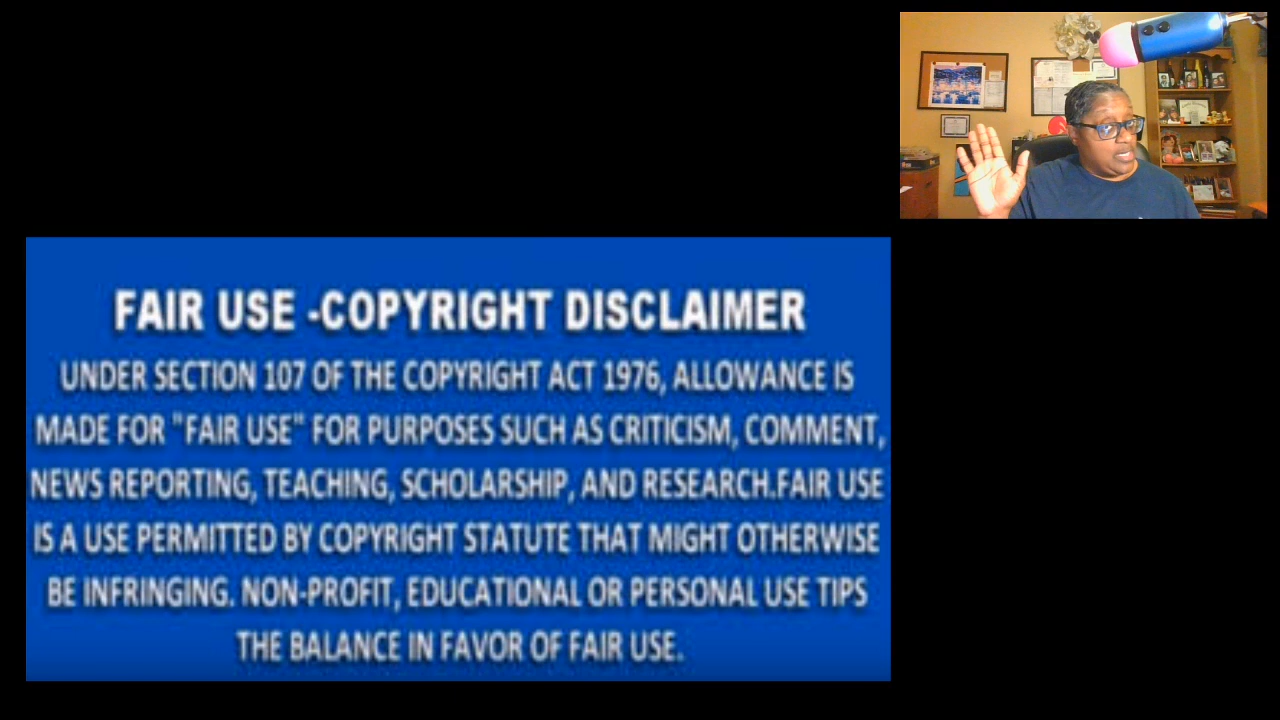 FAIR USE -COPYRIGHT DISCLAIMER
UNDER SECTION 107 OF THE COPYRIGHT ACT 1976, ALLOWANCE IS
MADE FOR "FAIR USE" FOR PURPOSES SUCH AS CRITICISM, COMMENT,
NEWS REPORTING, TEACHING, SCHOLARSHIP, AND RESEARCH.FAIR USE
IS A USE PERMITTED BY COPYRIGHT STATUTE THAT MIGHT OTHERWISE
BE INFRINGING. NON-PROFIT, EDUCATIONAL OR PERSONAL USE TIPS
THE BALANCE IN FAVOR OF FAIR USE.